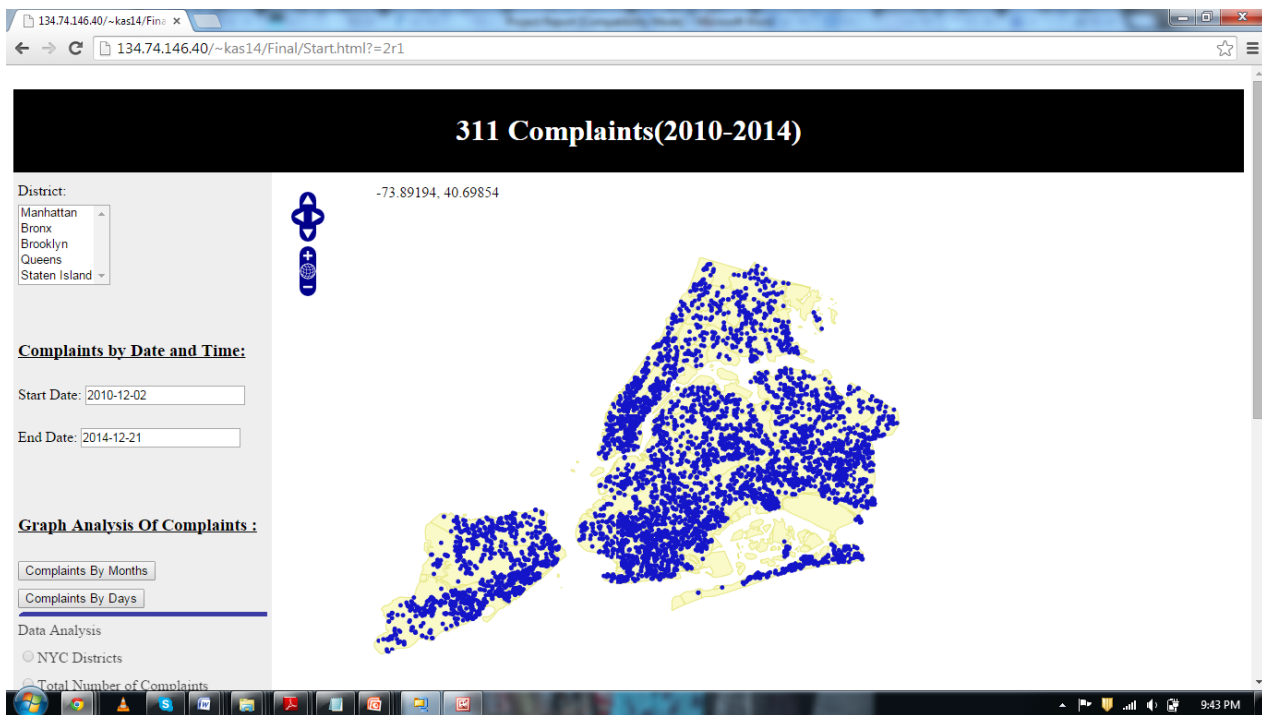 134.74.146.40/~kas14/Fina
134.74.146.40/~kas14/Final/Start.html?=2r1
311 Complaints(2010-2014)
District:
Manhattan
Bronx
Brooklyn
Queens
Staten Island
-73.89194, 40.69854
Complaints by Date and Time:
Start Date: 2010-12-02
End Date: 2014-12-21
Graph Analysis Of Complaints :
Complaints By Months
Complaints By Days
Data Analysis
NYC Districts
Total Number of Complaints
9:43 PM